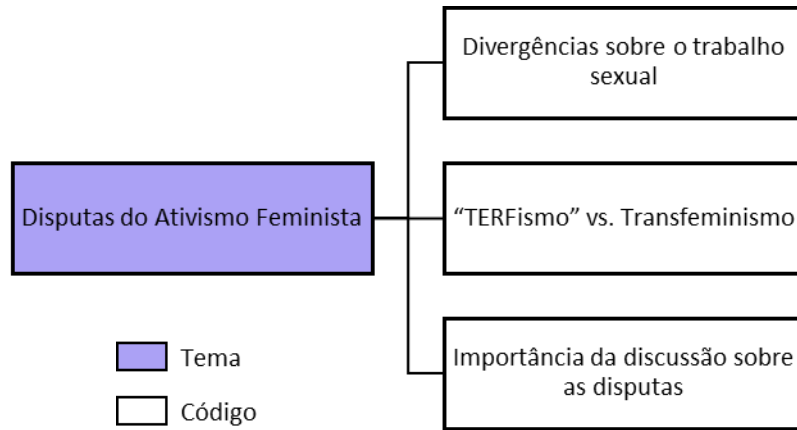 Divergências sobre o trabalho
sexual
Disputas do Ativismo Feminista
“TERFismo” vs. Transfeminismo
Importância da discussão sobre
as disputas
Tema
Código